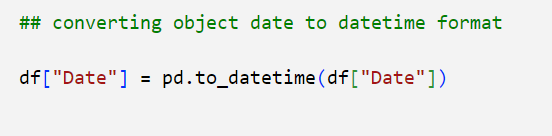 ## converting object date to datetime format
df["Date"] = pd.to_datetime(df["Date"])